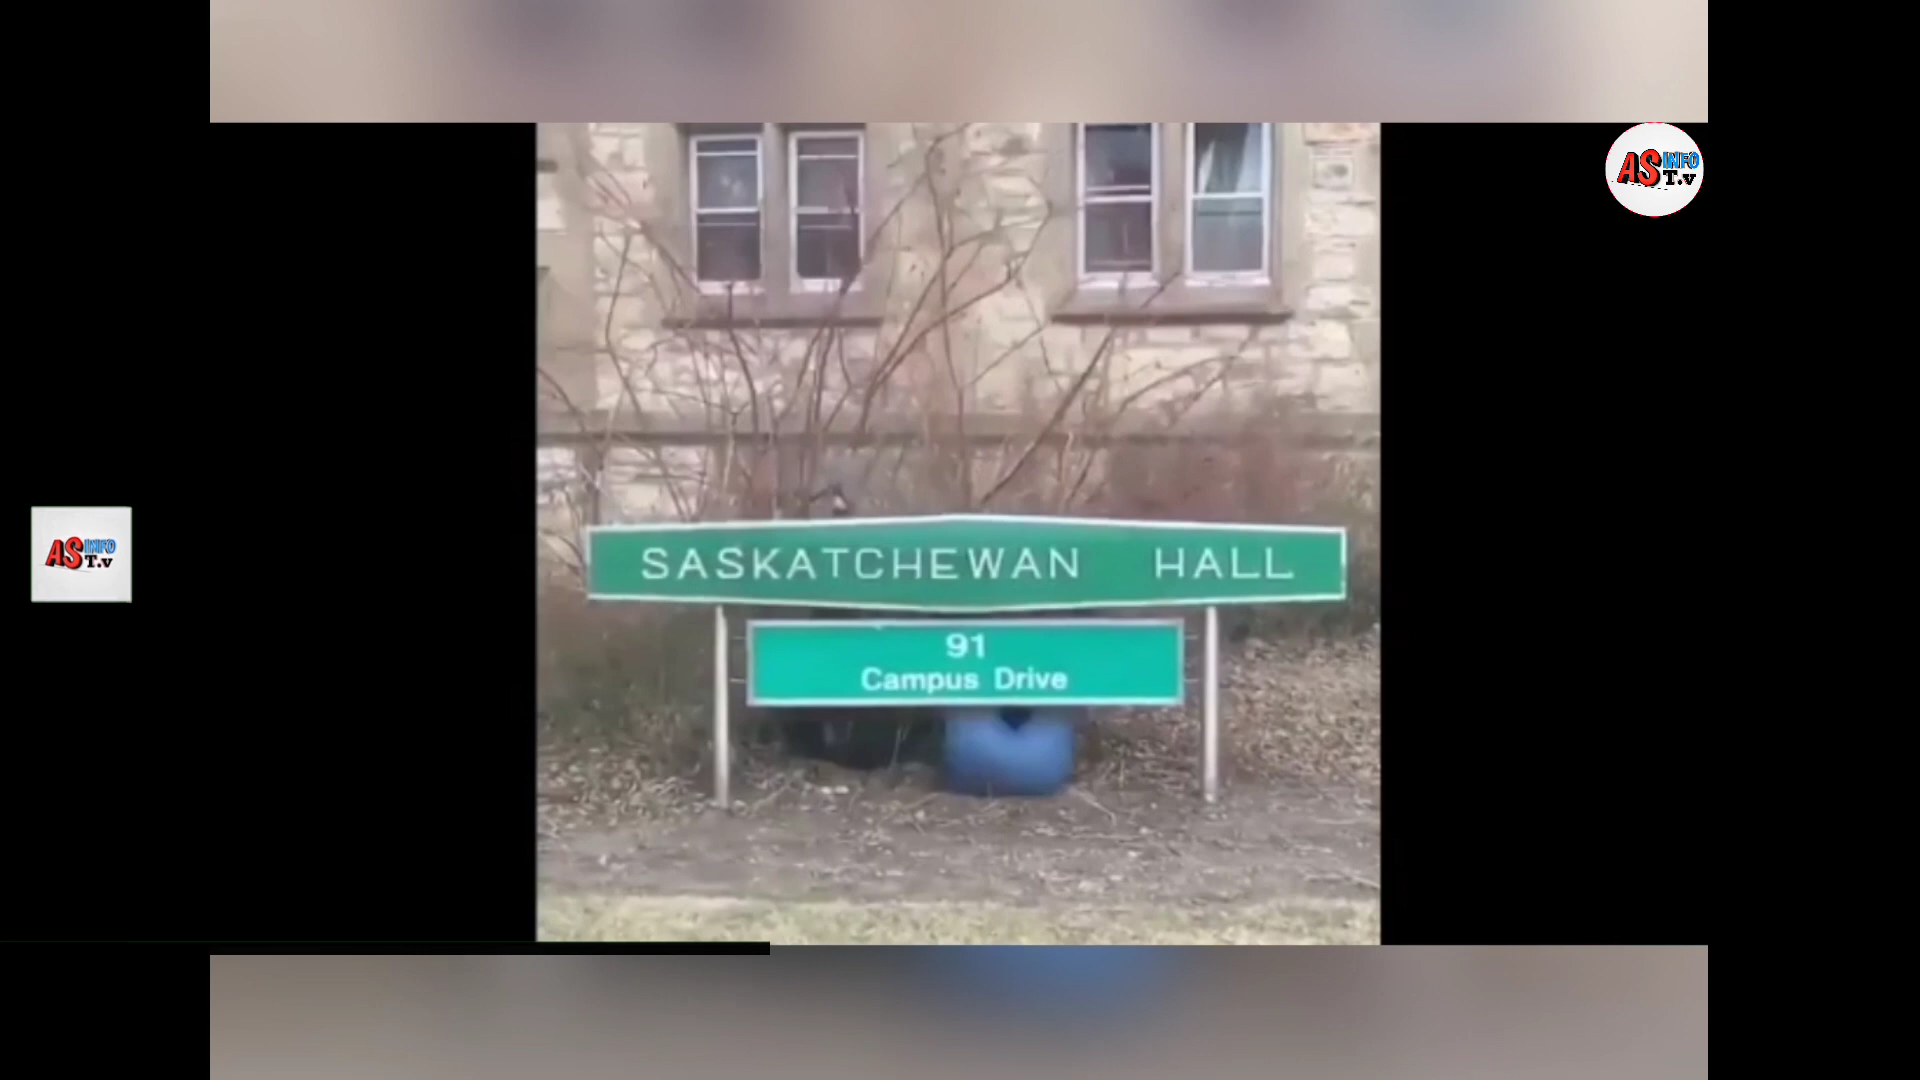 AS INFO
T.v
SASKATCHEWAN HALL
91
Campus Drive
AS INFO
T.v